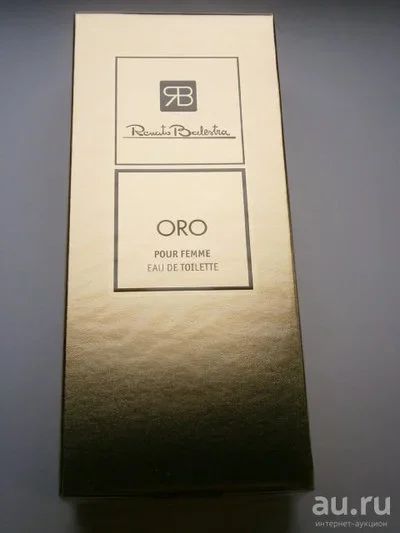 RB
Renato Balestra
ORO
POUR FEMME
EAU DE TOILETTE
au.ru
интернет-аукцион